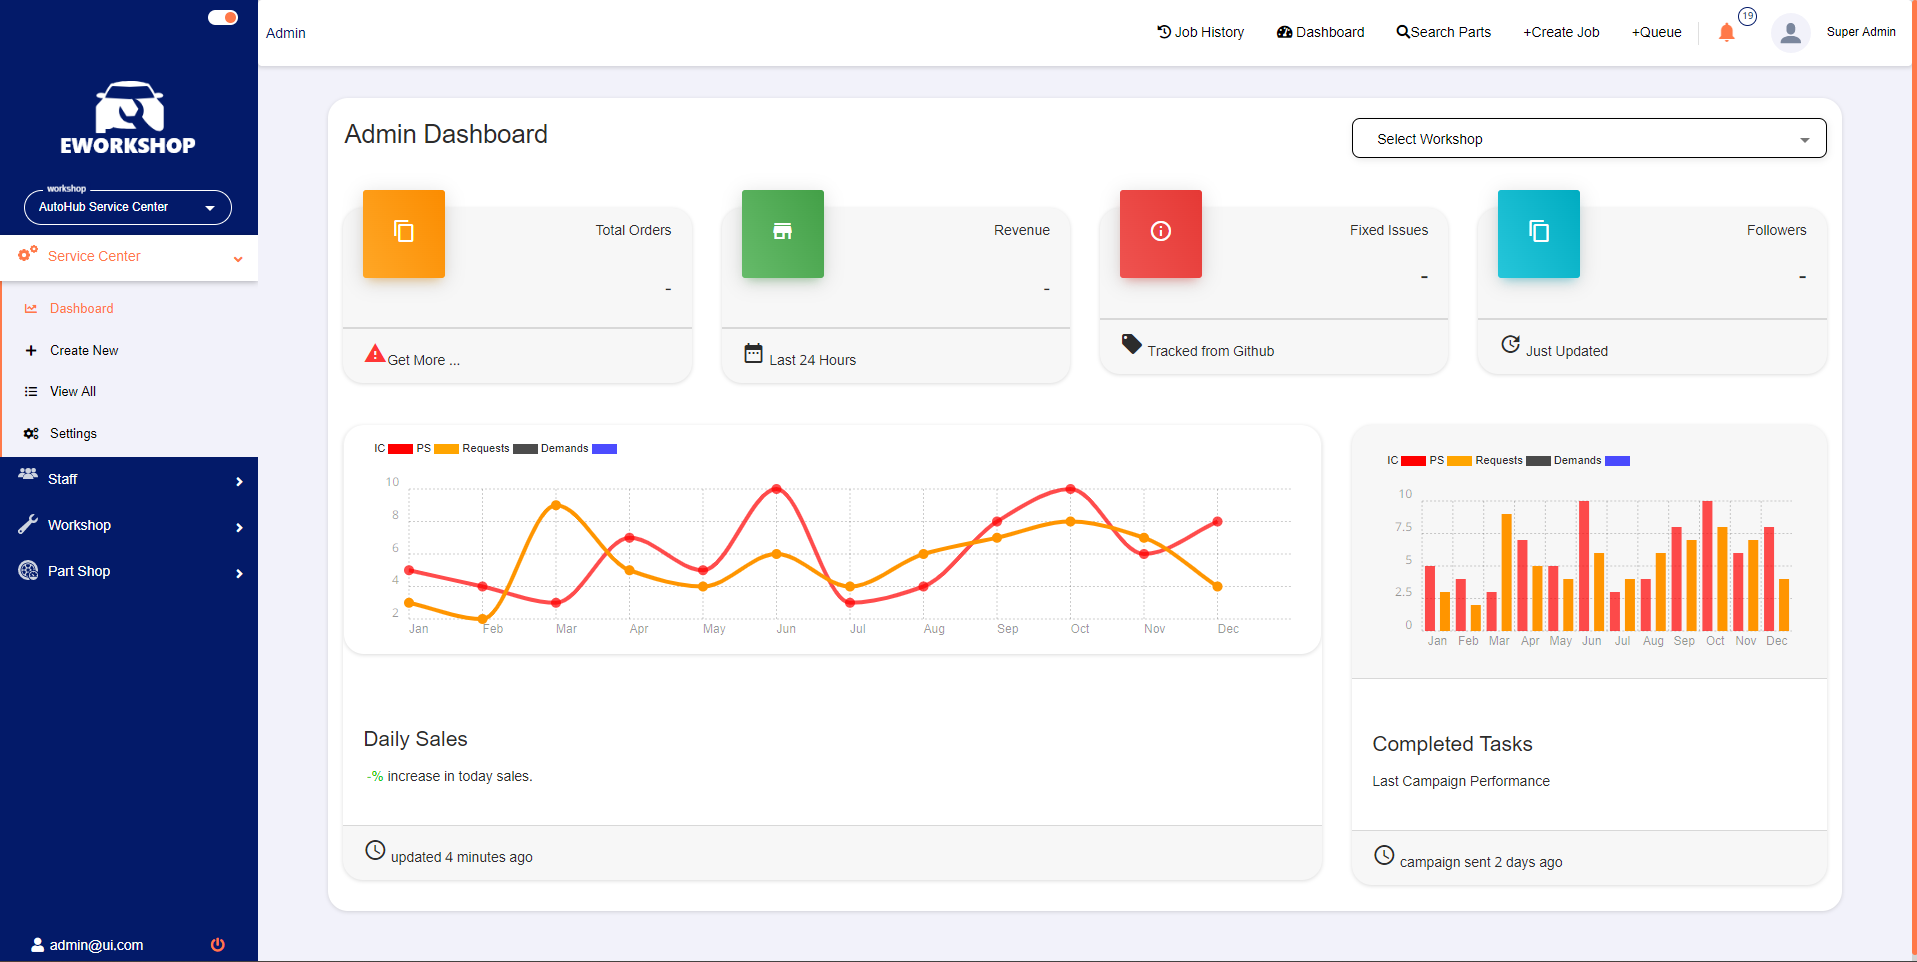 Admin
Job History
Dashboard
Search Parts
+Create Job
+Queue
19
Super Admin
EWORKSHOP
workshop
AutoHub Service Center
Service Center
Dashboard
Create New
View All
Settings
Staff
Workshop
Part Shop
admin@ui.com
Admin Dashboard
Select Workshop
Total Orders
-
Get More ...
Revenue
-
Last 24 Hours
Fixed Issues
-
Tracked from Github
Followers
-
Just Updated
IC PS Requests Demands
10
8
6
4
2
Jan Feb Mar Apr May Jun Jul Aug Sep Oct Nov Dec
Daily Sales
-% increase in today sales.
updated 4 minutes ago
IC PS Requests Demands
10
7.5
5
2.5
0
Jan Feb Mar Apr May Jun Jul Aug Sep Oct Nov Dec
Completed Tasks
Last Campaign Performance
campaign sent 2 days ago